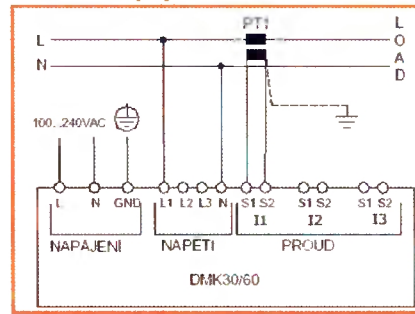 PT1
L
L
O
A
D
N
100...240VAC
L N GND L1 L2 L3 N S1 S2 S1 S2 S1 S2
I1 I2 I3
NAPAJENI NAPETI PROUD
DMK30/60